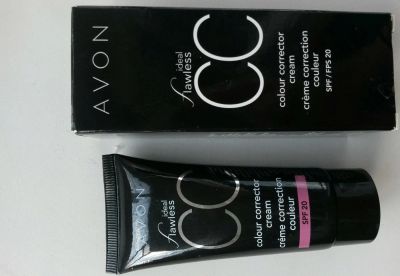 AVON
ideal
flawless
CC
colour corrector
cream
crème correction
couleur
SPF / FPS 20
AVON
ideal
flawless
CC
colour corrector
cream
crème correction
couleur
SPF 20